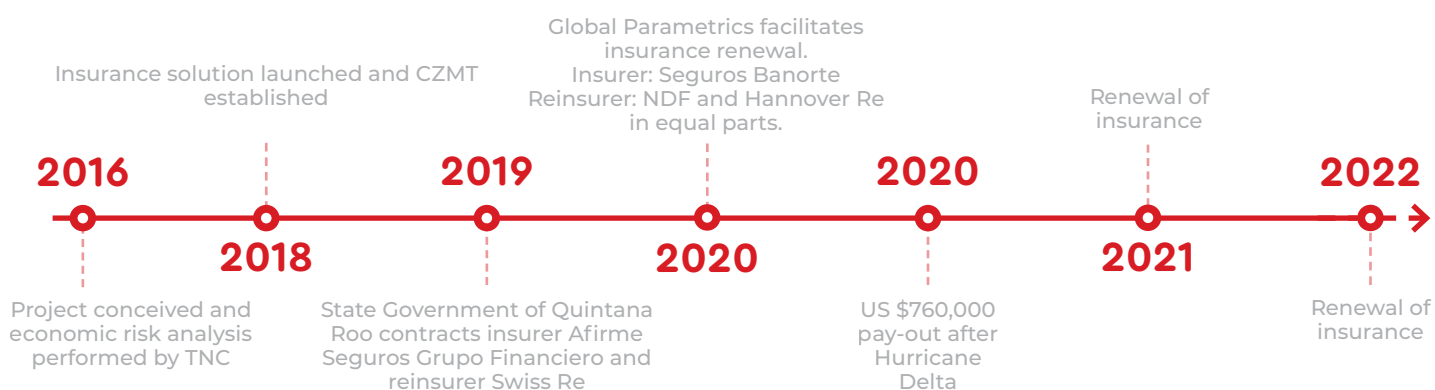 2016
Project conceived and
economic risk analysis
performed by TNC
Insurance solution launched and CZMT
established
2018
2019
State Government of Quintana
Roo contracts insurer Afirme
Seguros Grupo Financiero and
reinsurer Swiss Re
Global Parametrics facilitates
insurance renewal.
Insurer: Seguros Banorte
Reinsurer: NDF and Hannover Re
in equal parts.
2020
2020
US $760,000
pay-out after
Hurricane
Delta
Renewal of
insurance
2021
2022
Renewal of
insurance